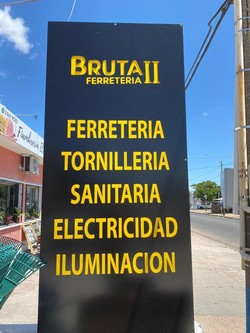 BRUTA II
FERRETERIA
FERRETERIA
TORNILLERIA
SANITARIA
ELECTRICIDAD
ILUMINACION